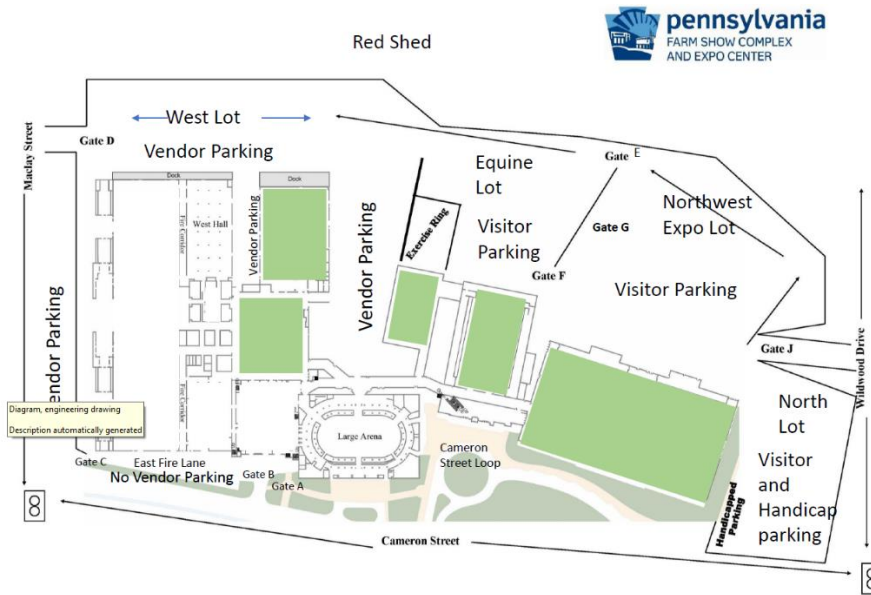 pennsylvania
FARM SHOW COMPLEX
AND EXPO CENTER
Red Shed
Maclay Street
Gate D
West Lot
Vendor Parking
Deck
Deck
Fire Corridor
West Hall
Vendor Parking
Vendor Parking
Exercise Ring
Equine
Lot
Visitor
Parking
Gate E
Gate G
Northwest
Expo Lot
Gate F
Visitor Parking
Wildwood Drive
Gate J
North
Lot
Visitor
and
Handicap
parking
Handicapped
Parking
endor Parking
Diagram, engineering drawing
Description automatically generated
Fire Corridor
Large Arena
Cameron
Street Loop
Gate C
East Fire Lane
No Vendor Parking
Gate B
Gate A
Cameron Street